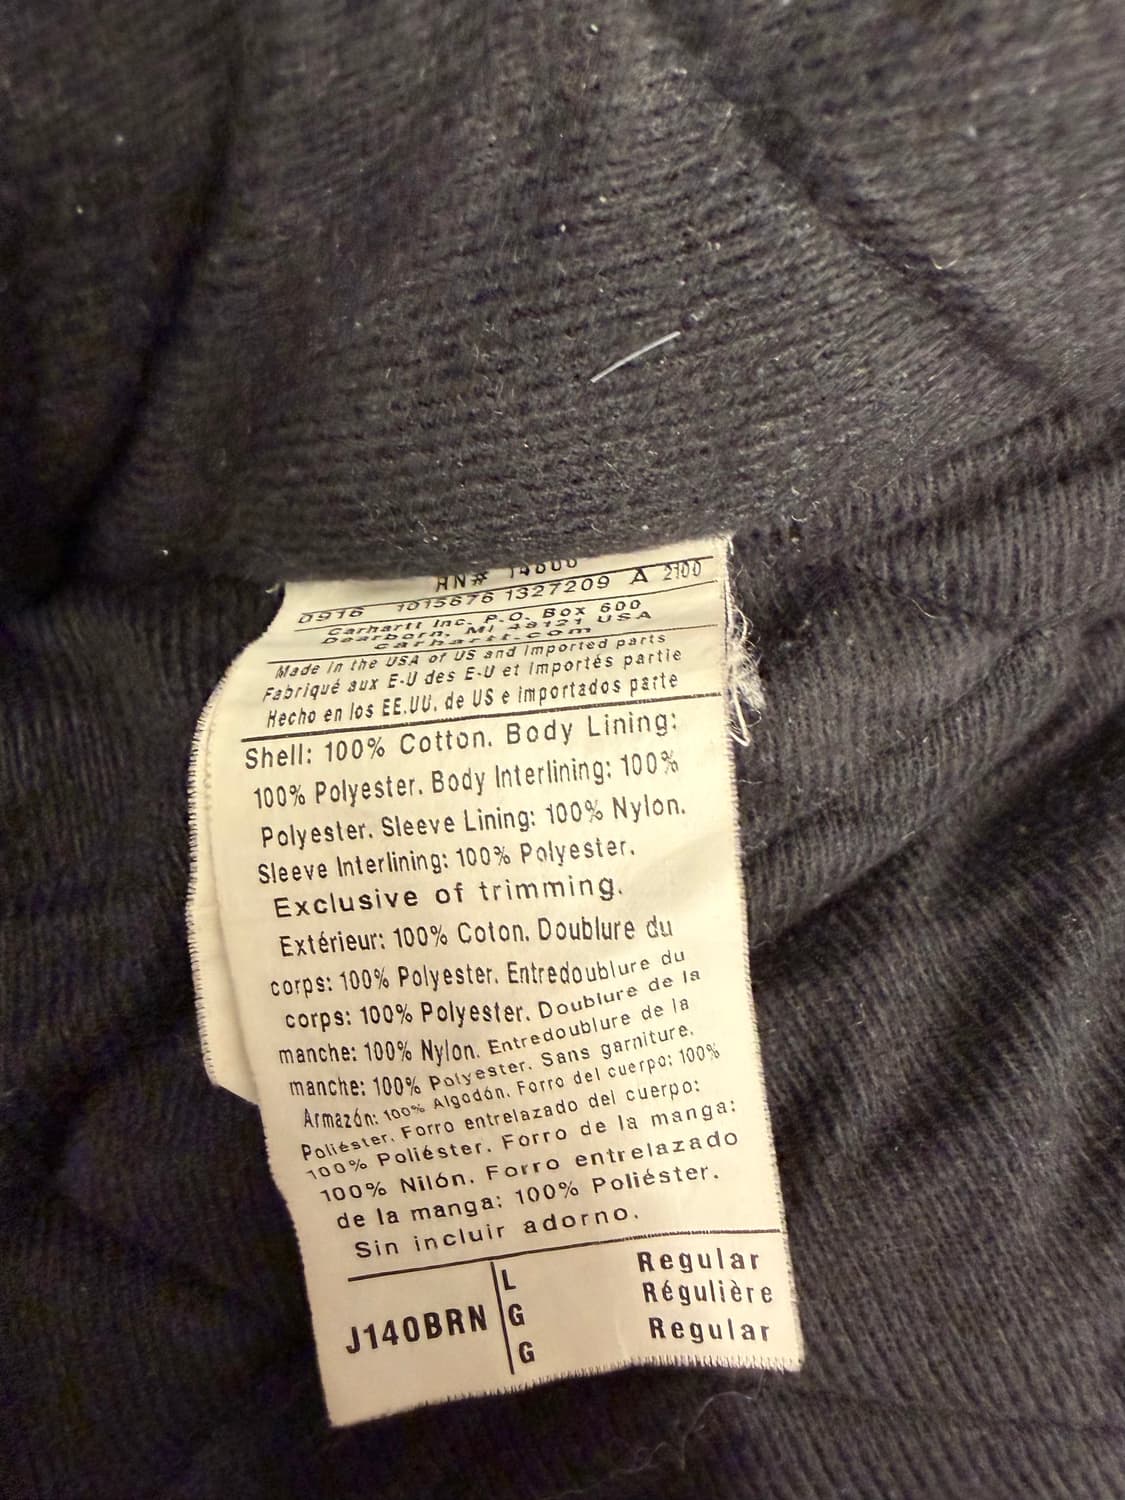 RN# 14806
0916 1015676 1327209 A 2100
Carhartt Inc. P.O. Box 600
Dearborn, MI 48121 USA
carhartt.com
Made in the USA of US and Imported parts
Fabriqué aux E-U des E-U et Importés partie
Hecho en los EE.UU. de US e Importados parte
Shell: 100% Cotton. Body Lining:
100% Polyester. Body Interlining: 100%
Polyester. Sleeve Lining: 100% Nylon.
Sleeve Interlining: 100% Polyester.
Exclusive of trimming.
Extérieur: 100% Coton. Doublure du
corps: 100% Polyester. Entredoublure du
corps: 100% Polyester. Doublure de la
manche: 100% Nylon. Entredoublure de la
manche: 100% Polyester. Sans garniture.
Armazón: 100% Algodón. Forro del cuerpo: 100%
Poliéster. Forro entrelazado del cuerpo:
100% Poliéster. Forro de la manga:
100% Nilón. Forro entrelazado
de la manga: 100% Poliéster.
Sin incluir adorno.
J140BRN
L Regular
G Régulière
G Regular